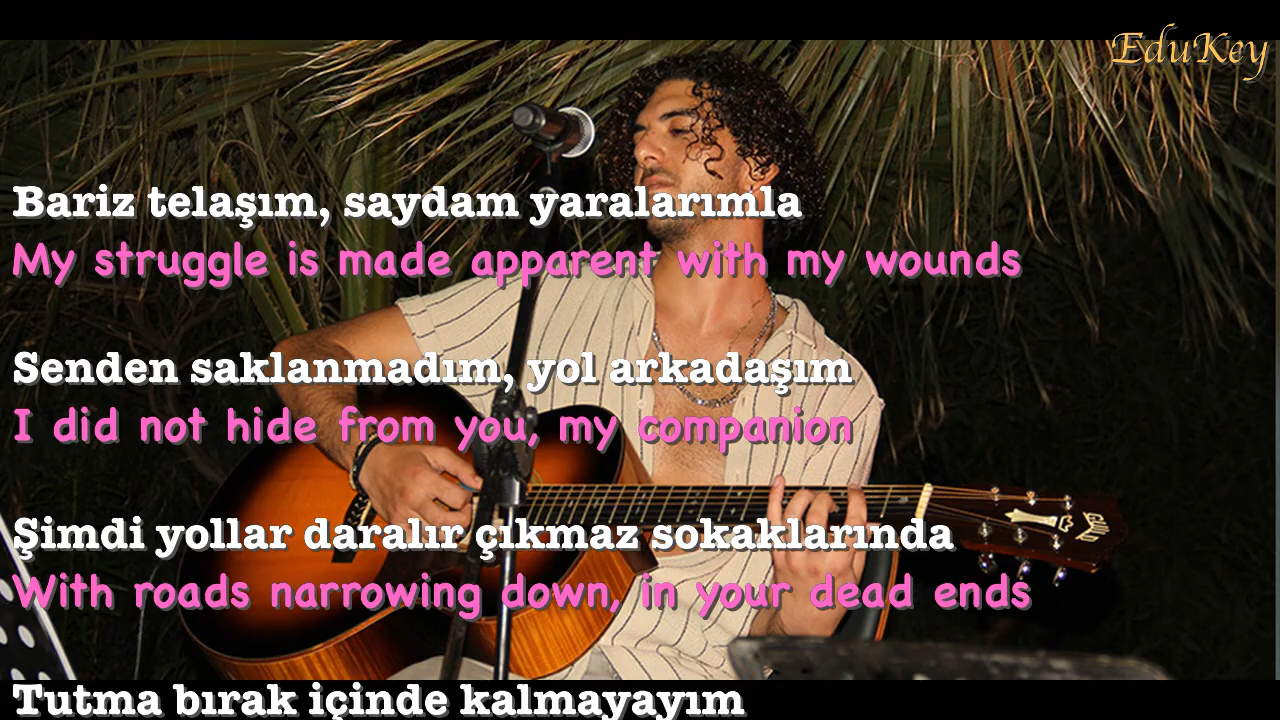 EduKey
Bariz telaşım, saydam yaralarımla
My struggle is made apparent with my wounds
Senden saklanmadım, yol arkadaşım
I did not hide from you, my companion
Şimdi yollar daralır çıkmaz sokaklarında
With roads narrowing down, in your dead ends
Tutma bırak içinde kalmayayım
GUILD